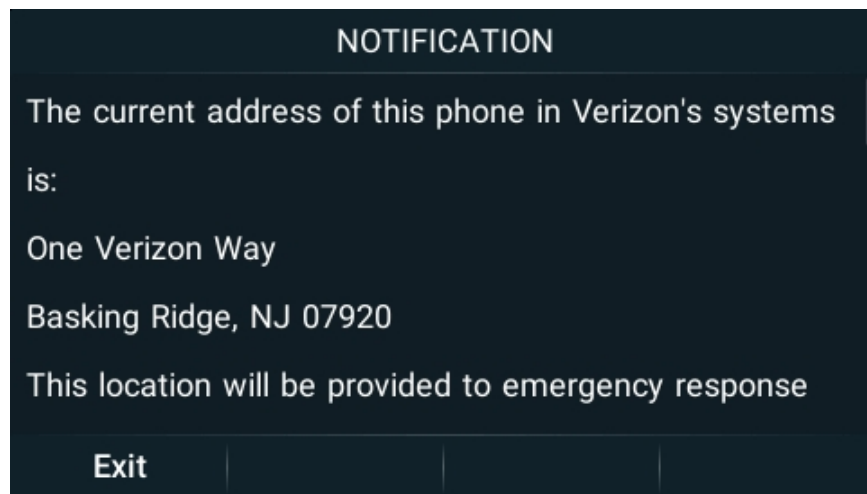 NOTIFICATION
The current address of this phone in Verizon's systems
is:
One Verizon Way
Basking Ridge, NJ 07920
This location will be provided to emergency response
Exit